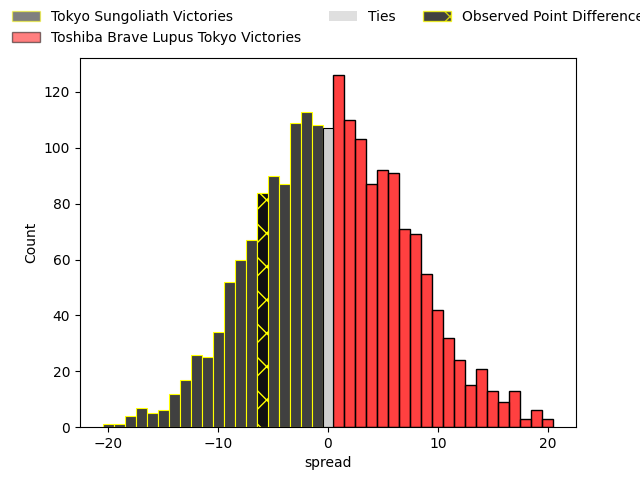 Tokyo Sungoliath Victories
Toshiba Brave Lupus Tokyo Victories
Ties
Observed Point Difference
120
100
80
60
40
20
0
Count
−20
−10
0
10
20
spread